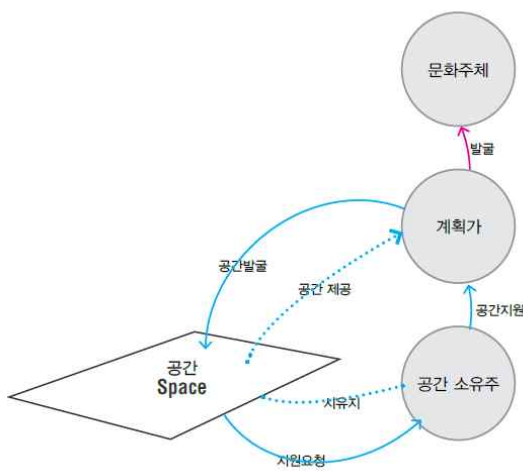 문화주체
발굴
계획가
공간발굴
공간 제공
공간지원
공간
Space
공간 소유주
시유지
지원요청